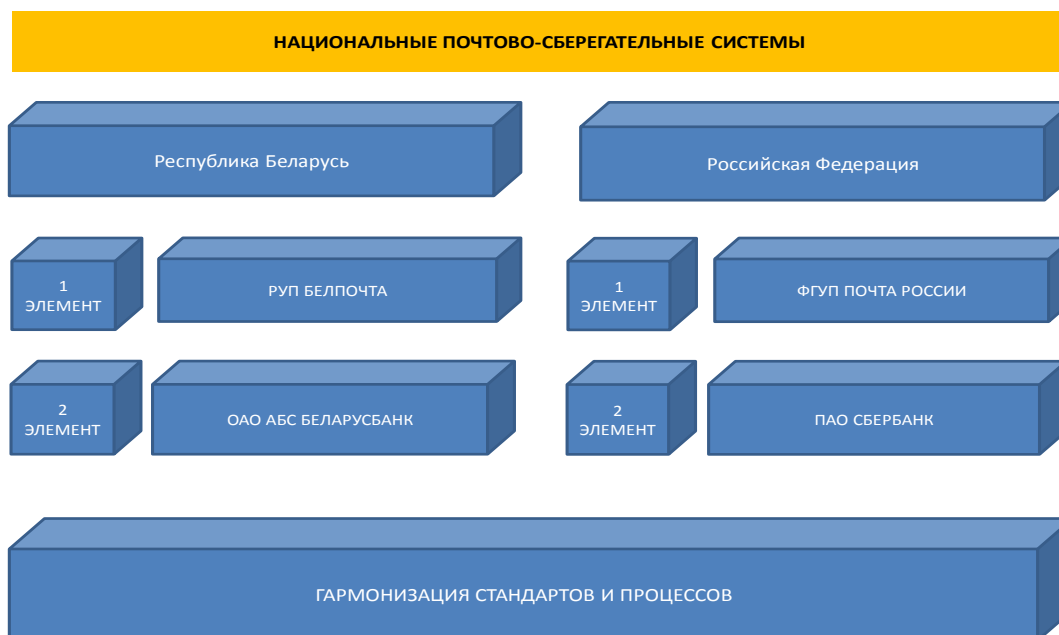 НАЦИОНАЛЬНЫЕ ПОЧТОВО-СБЕРЕГАТЕЛЬНЫЕ СИСТЕМЫ
Республика Беларусь
Российская Федерация
1
ЭЛЕМЕНТ
РУП БЕЛПОЧТА
1
ЭЛЕМЕНТ
ФГУП ПОЧТА РОССИИ
2
ЭЛЕМЕНТ
ОАО АБС БЕЛАРУСБАНК
2
ЭЛЕМЕНТ
ПАО СБЕРБАНК
ГАРМОНИЗАЦИЯ СТАНДАРТОВ И ПРОЦЕССОВ